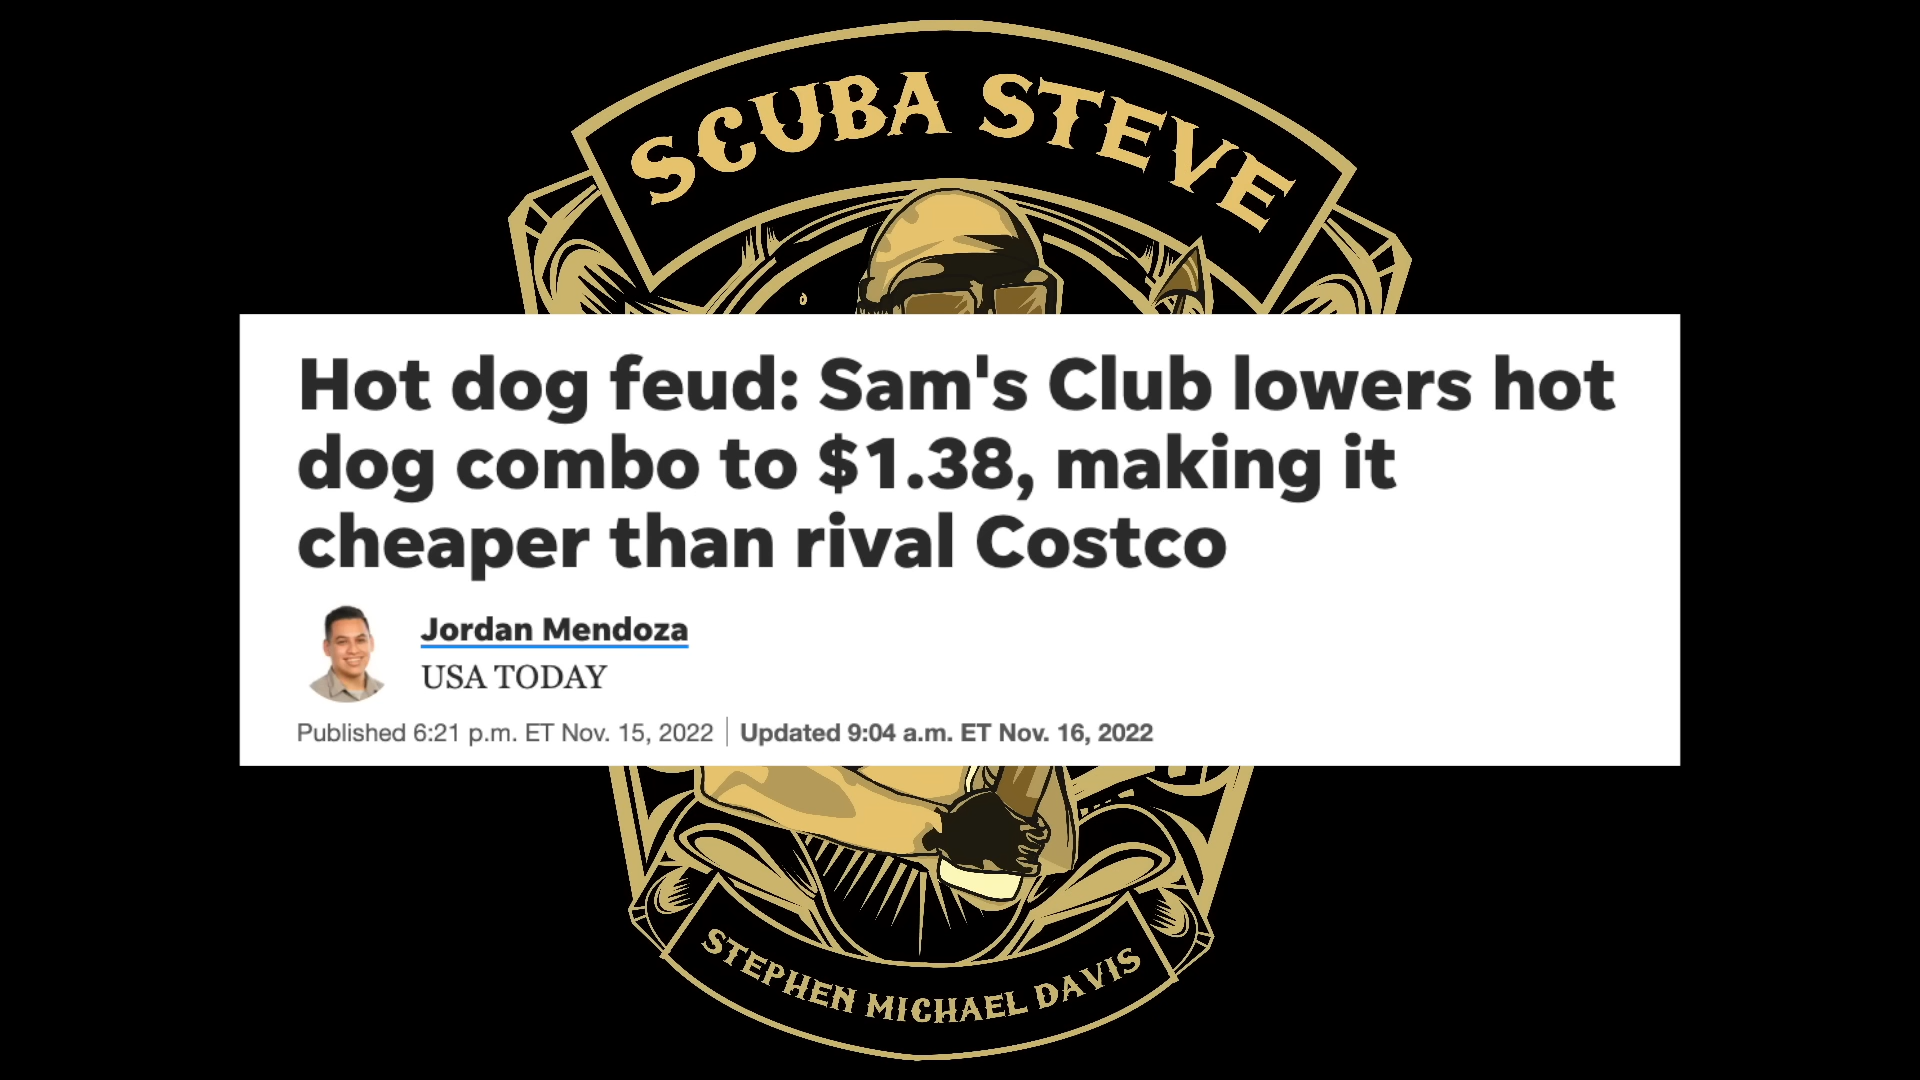 SCUBA STEVE
Hot dog feud: Sam's Club lowers hot
dog combo to $1.38, making it
cheaper than rival Costco
Jordan Mendoza
USA TODAY
Published 6:21 p.m. ET Nov. 15, 2022 | Updated 9:04 a.m. ET Nov. 16, 2022
STEPHEN MICHAEL DAVIS